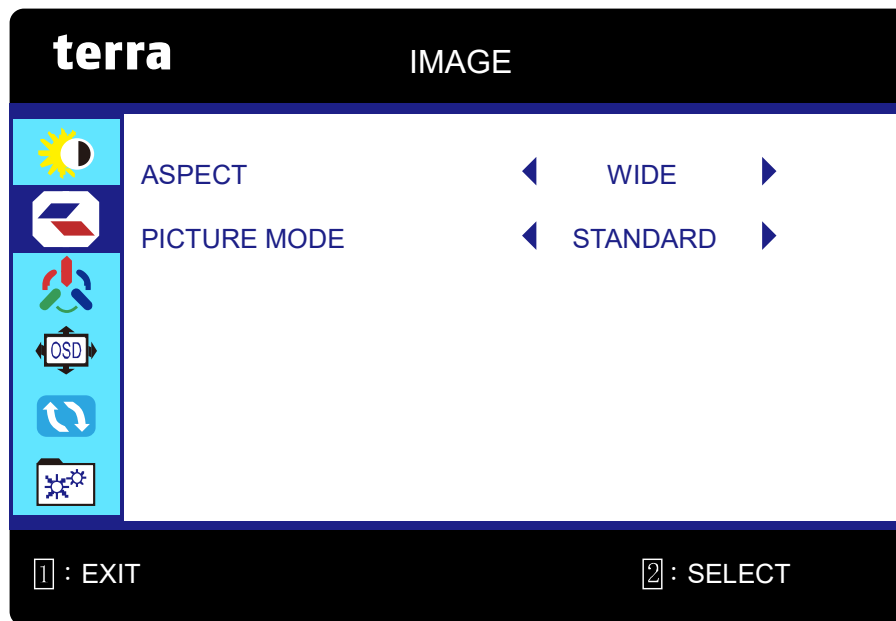 terra
IMAGE
ASPECT WIDE
PICTURE MODE STANDARD
OSD
1 : EXIT 2 : SELECT